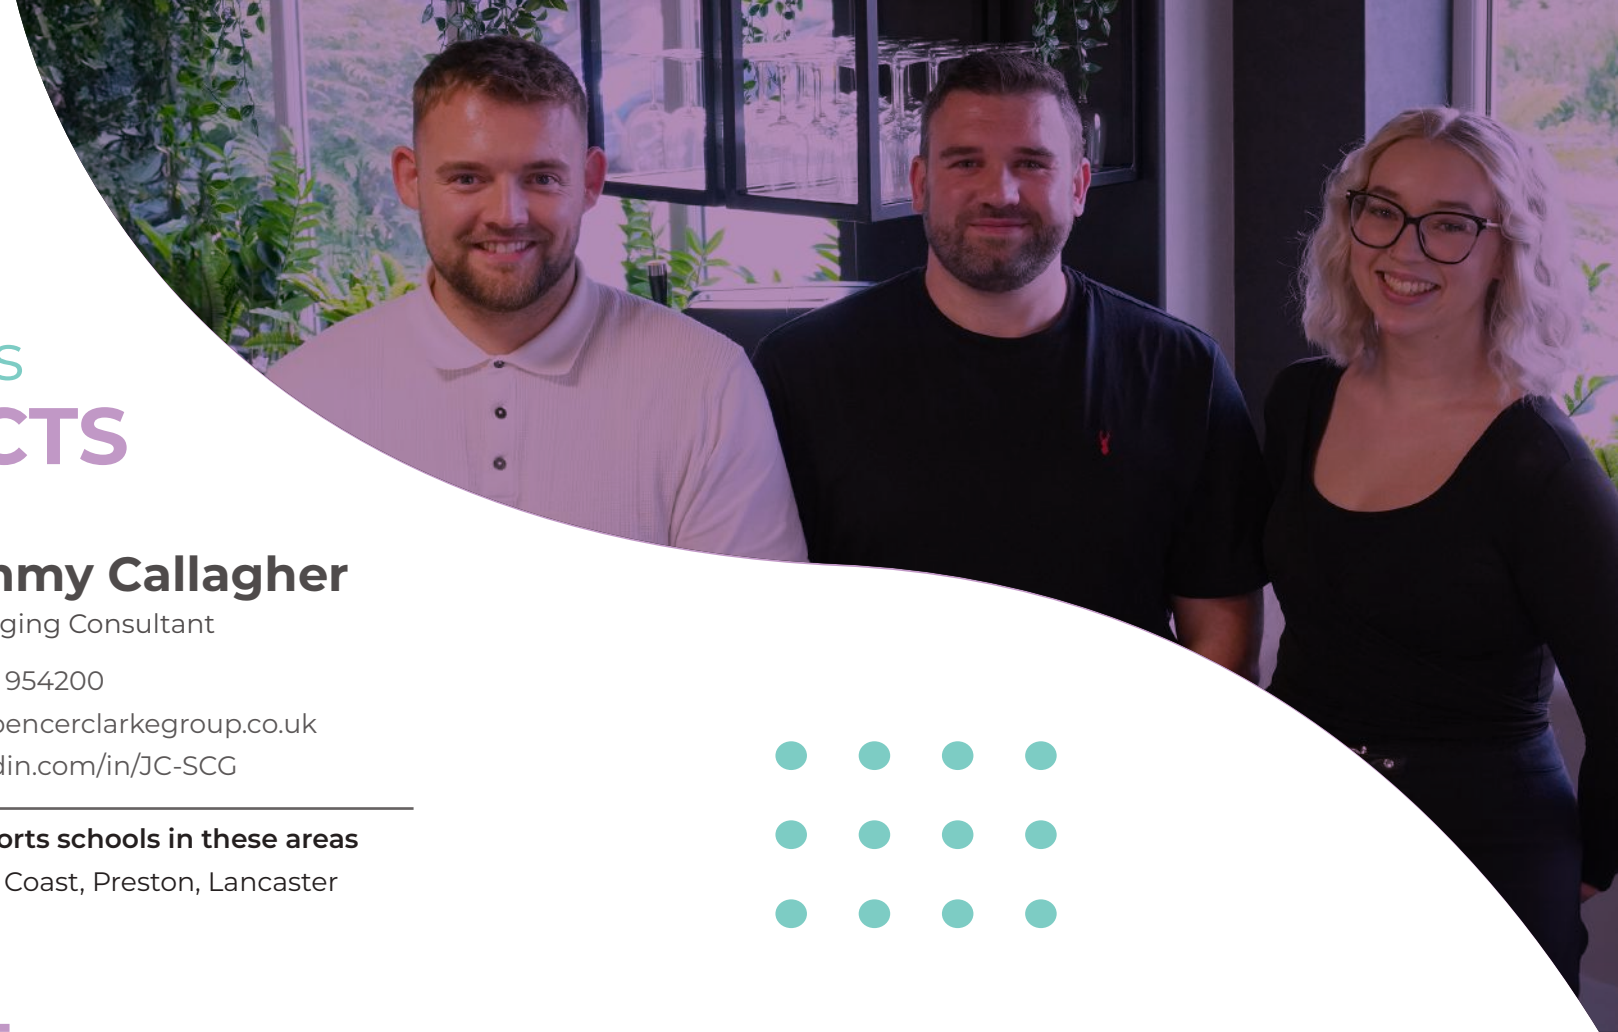 S
CTS
mmy Callagher
ging Consultant
954200
pencerclarkegroup.co.uk
din.com/in/JC-SCG
orts schools in these areas
Coast, Preston, Lancaster